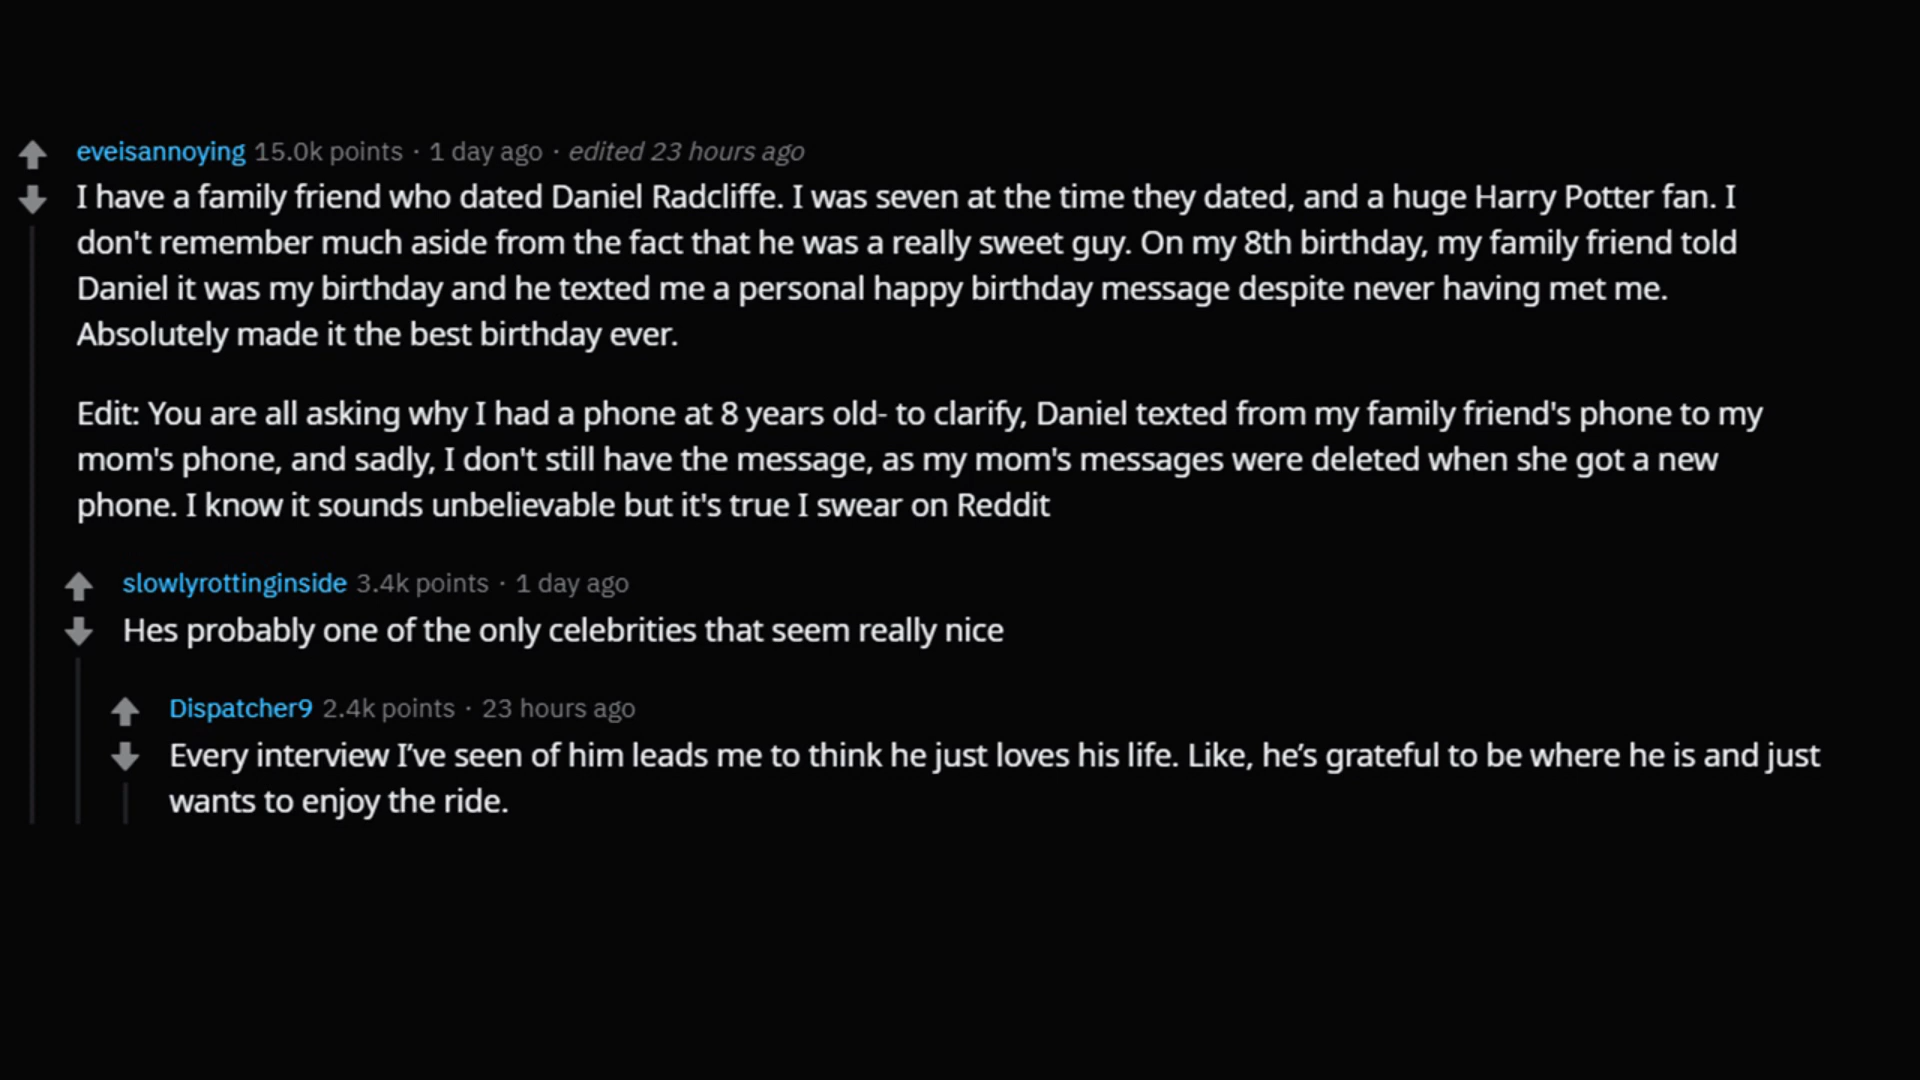 eveisannoying 15.0k points · 1 day ago · edited 23 hours ago
I have a family friend who dated Daniel Radcliffe. I was seven at the time they dated, and a huge Harry Potter fan. I
don't remember much aside from the fact that he was a really sweet guy. On my 8th birthday, my family friend told
Daniel it was my birthday and he texted me a personal happy birthday message despite never having met me.
Absolutely made it the best birthday ever.
Edit: You are all asking why I had a phone at 8 years old- to clarify, Daniel texted from my family friend's phone to my
mom's phone, and sadly, I don't still have the message, as my mom's messages were deleted when she got a new
phone. I know it sounds unbelievable but it's true I swear on Reddit
slowlyrottinginside 3.4k points · 1 day ago
Hes probably one of the only celebrities that seem really nice
Dispatcher9 2.4k points · 23 hours ago
Every interview I’ve seen of him leads me to think he just loves his life. Like, he’s grateful to be where he is and just
wants to enjoy the ride.